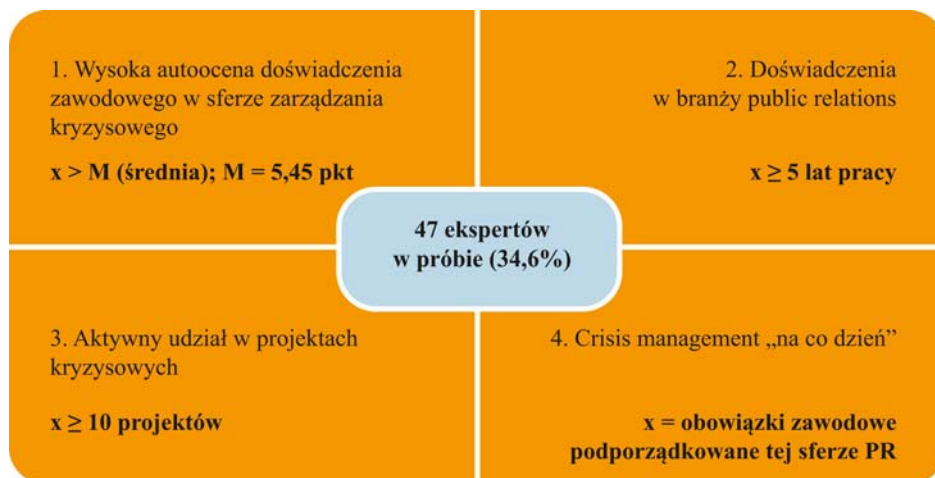 1. Wysoka autoocena doświadczenia
zawodowego w sferze zarządzania
kryzysowego
x > M (średnia); M = 5,45 pkt
2. Doświadczenia
w branży public relations
x ≥ 5 lat pracy
47 ekspertów
w próbie (34,6%)
3. Aktywny udział w projektach
kryzysowych
x ≥ 10 projektów
4. Crisis management „na co dzień”
x = obowiązki zawodowe
podporządkowane tej sferze PR